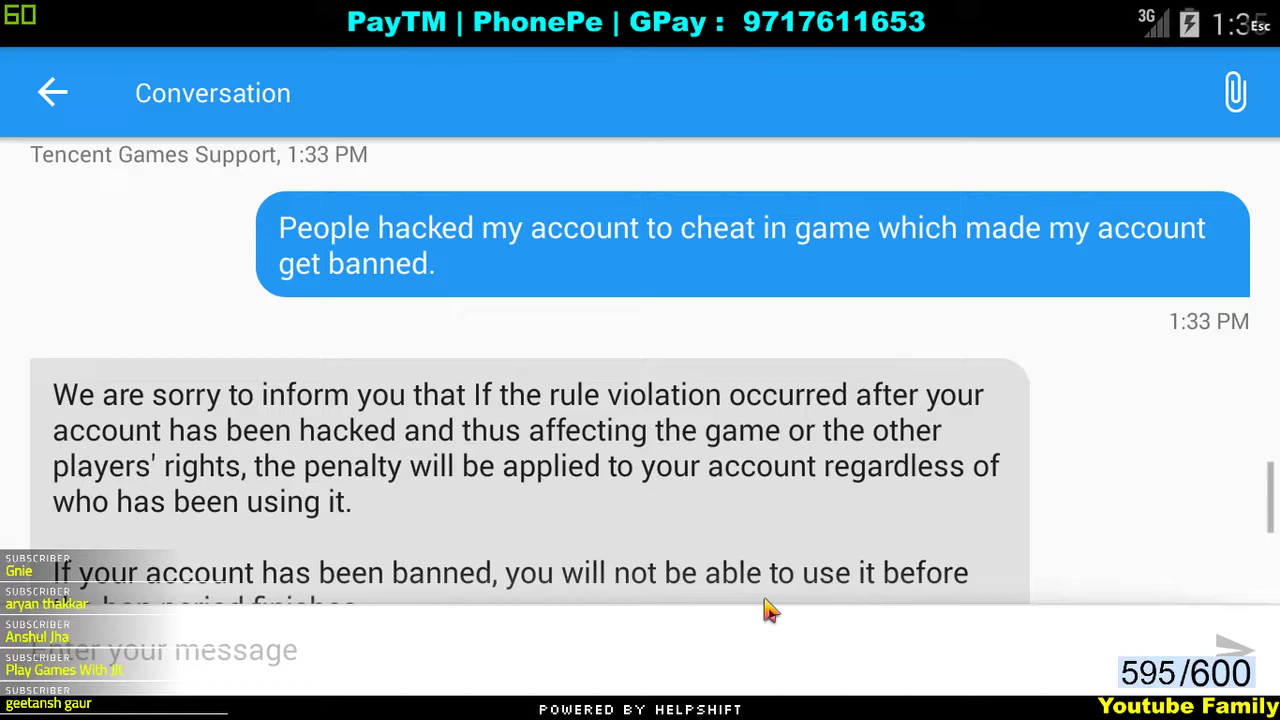 60
PayTM | PhonePe | GPay : 9717611653
3G
1:35
Esc
Conversation
Tencent Games Support, 1:33 PM
People hacked my account to cheat in game which made my account
get banned.
1:33 PM
We are sorry to inform you that If the rule violation occurred after your
account has been hacked and thus affecting the game or the other
players' rights, the penalty will be applied to your account regardless of
who has been using it.
If your account has been banned, you will not be able to use it before
ban period finishes
SUBSCRIBER
Gnie
SUBSCRIBER
aryan thakkar
SUBSCRIBER
Anshul Jha
SUBSCRIBER
Play Games With Jit
SUBSCRIBER
geetansh gaur
Enter your message
595/600
POWERED BY HELPSHIFT
Youtube Family